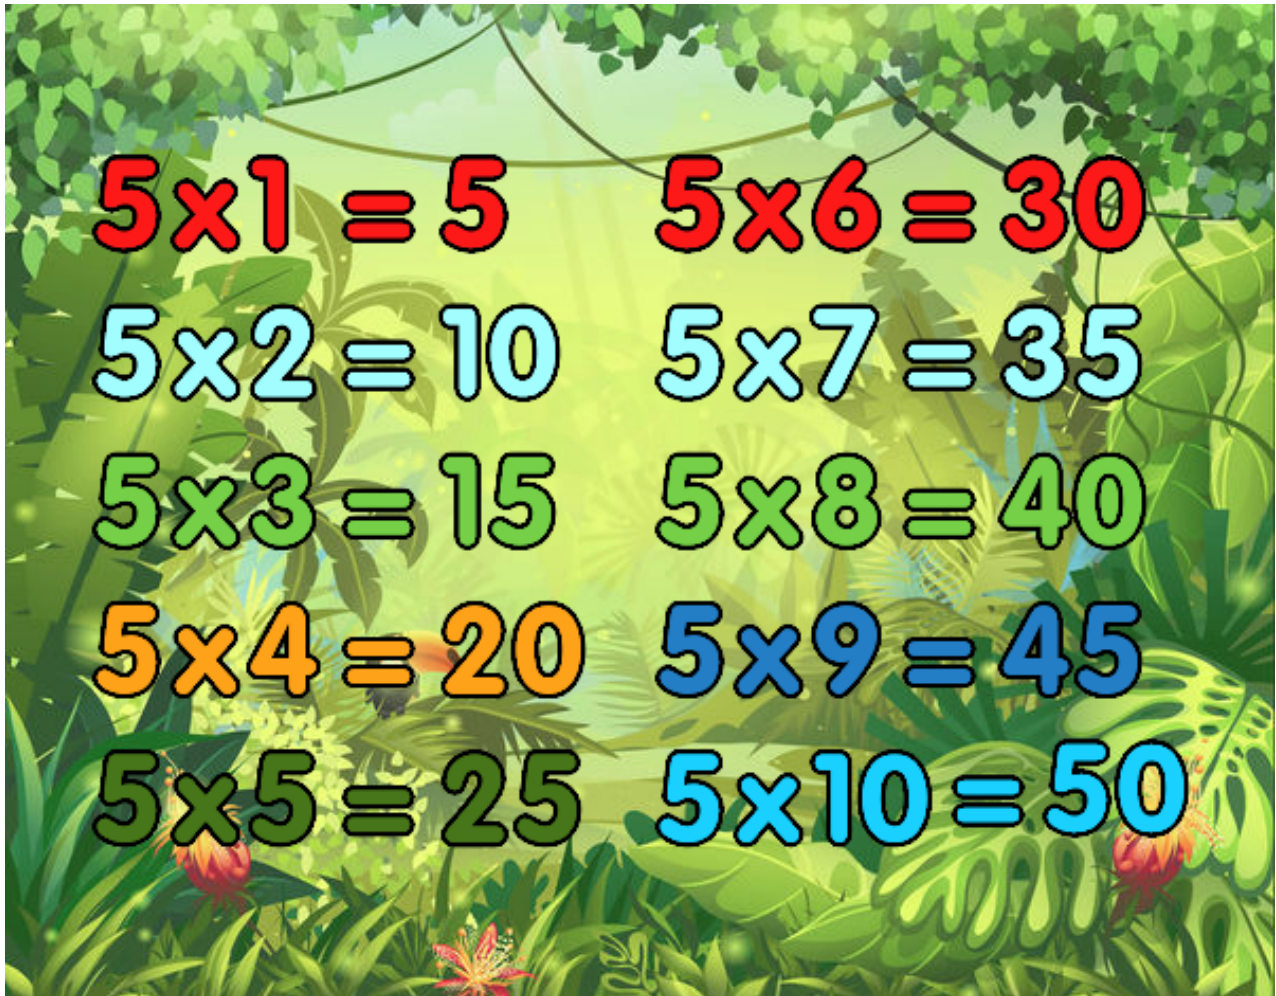 5x1 = 5
5x2 = 10
5x3 = 15
5x4 = 20
5x5 = 25
5x6 = 30
5x7 = 35
5x8 = 40
5x9 = 45
5x10 = 50